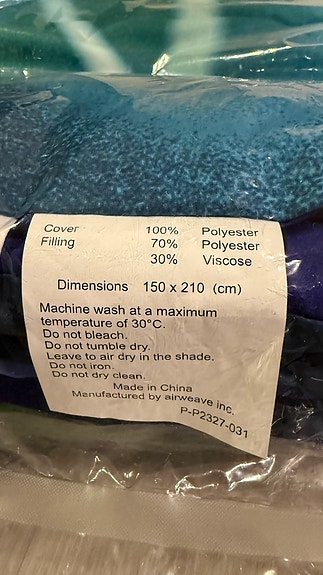 Cover 100% Polyester
Filling 70% Polyester
30% Viscose
Dimensions 150 x 210 (cm)
Machine wash at a maximum
temperature of 30°C.
Do not bleach.
Do not tumble dry.
Leave to air dry in the shade.
Do not iron.
Do not dry clean.
Made in China
Manufactured by airweave inc.
P-P2327-031